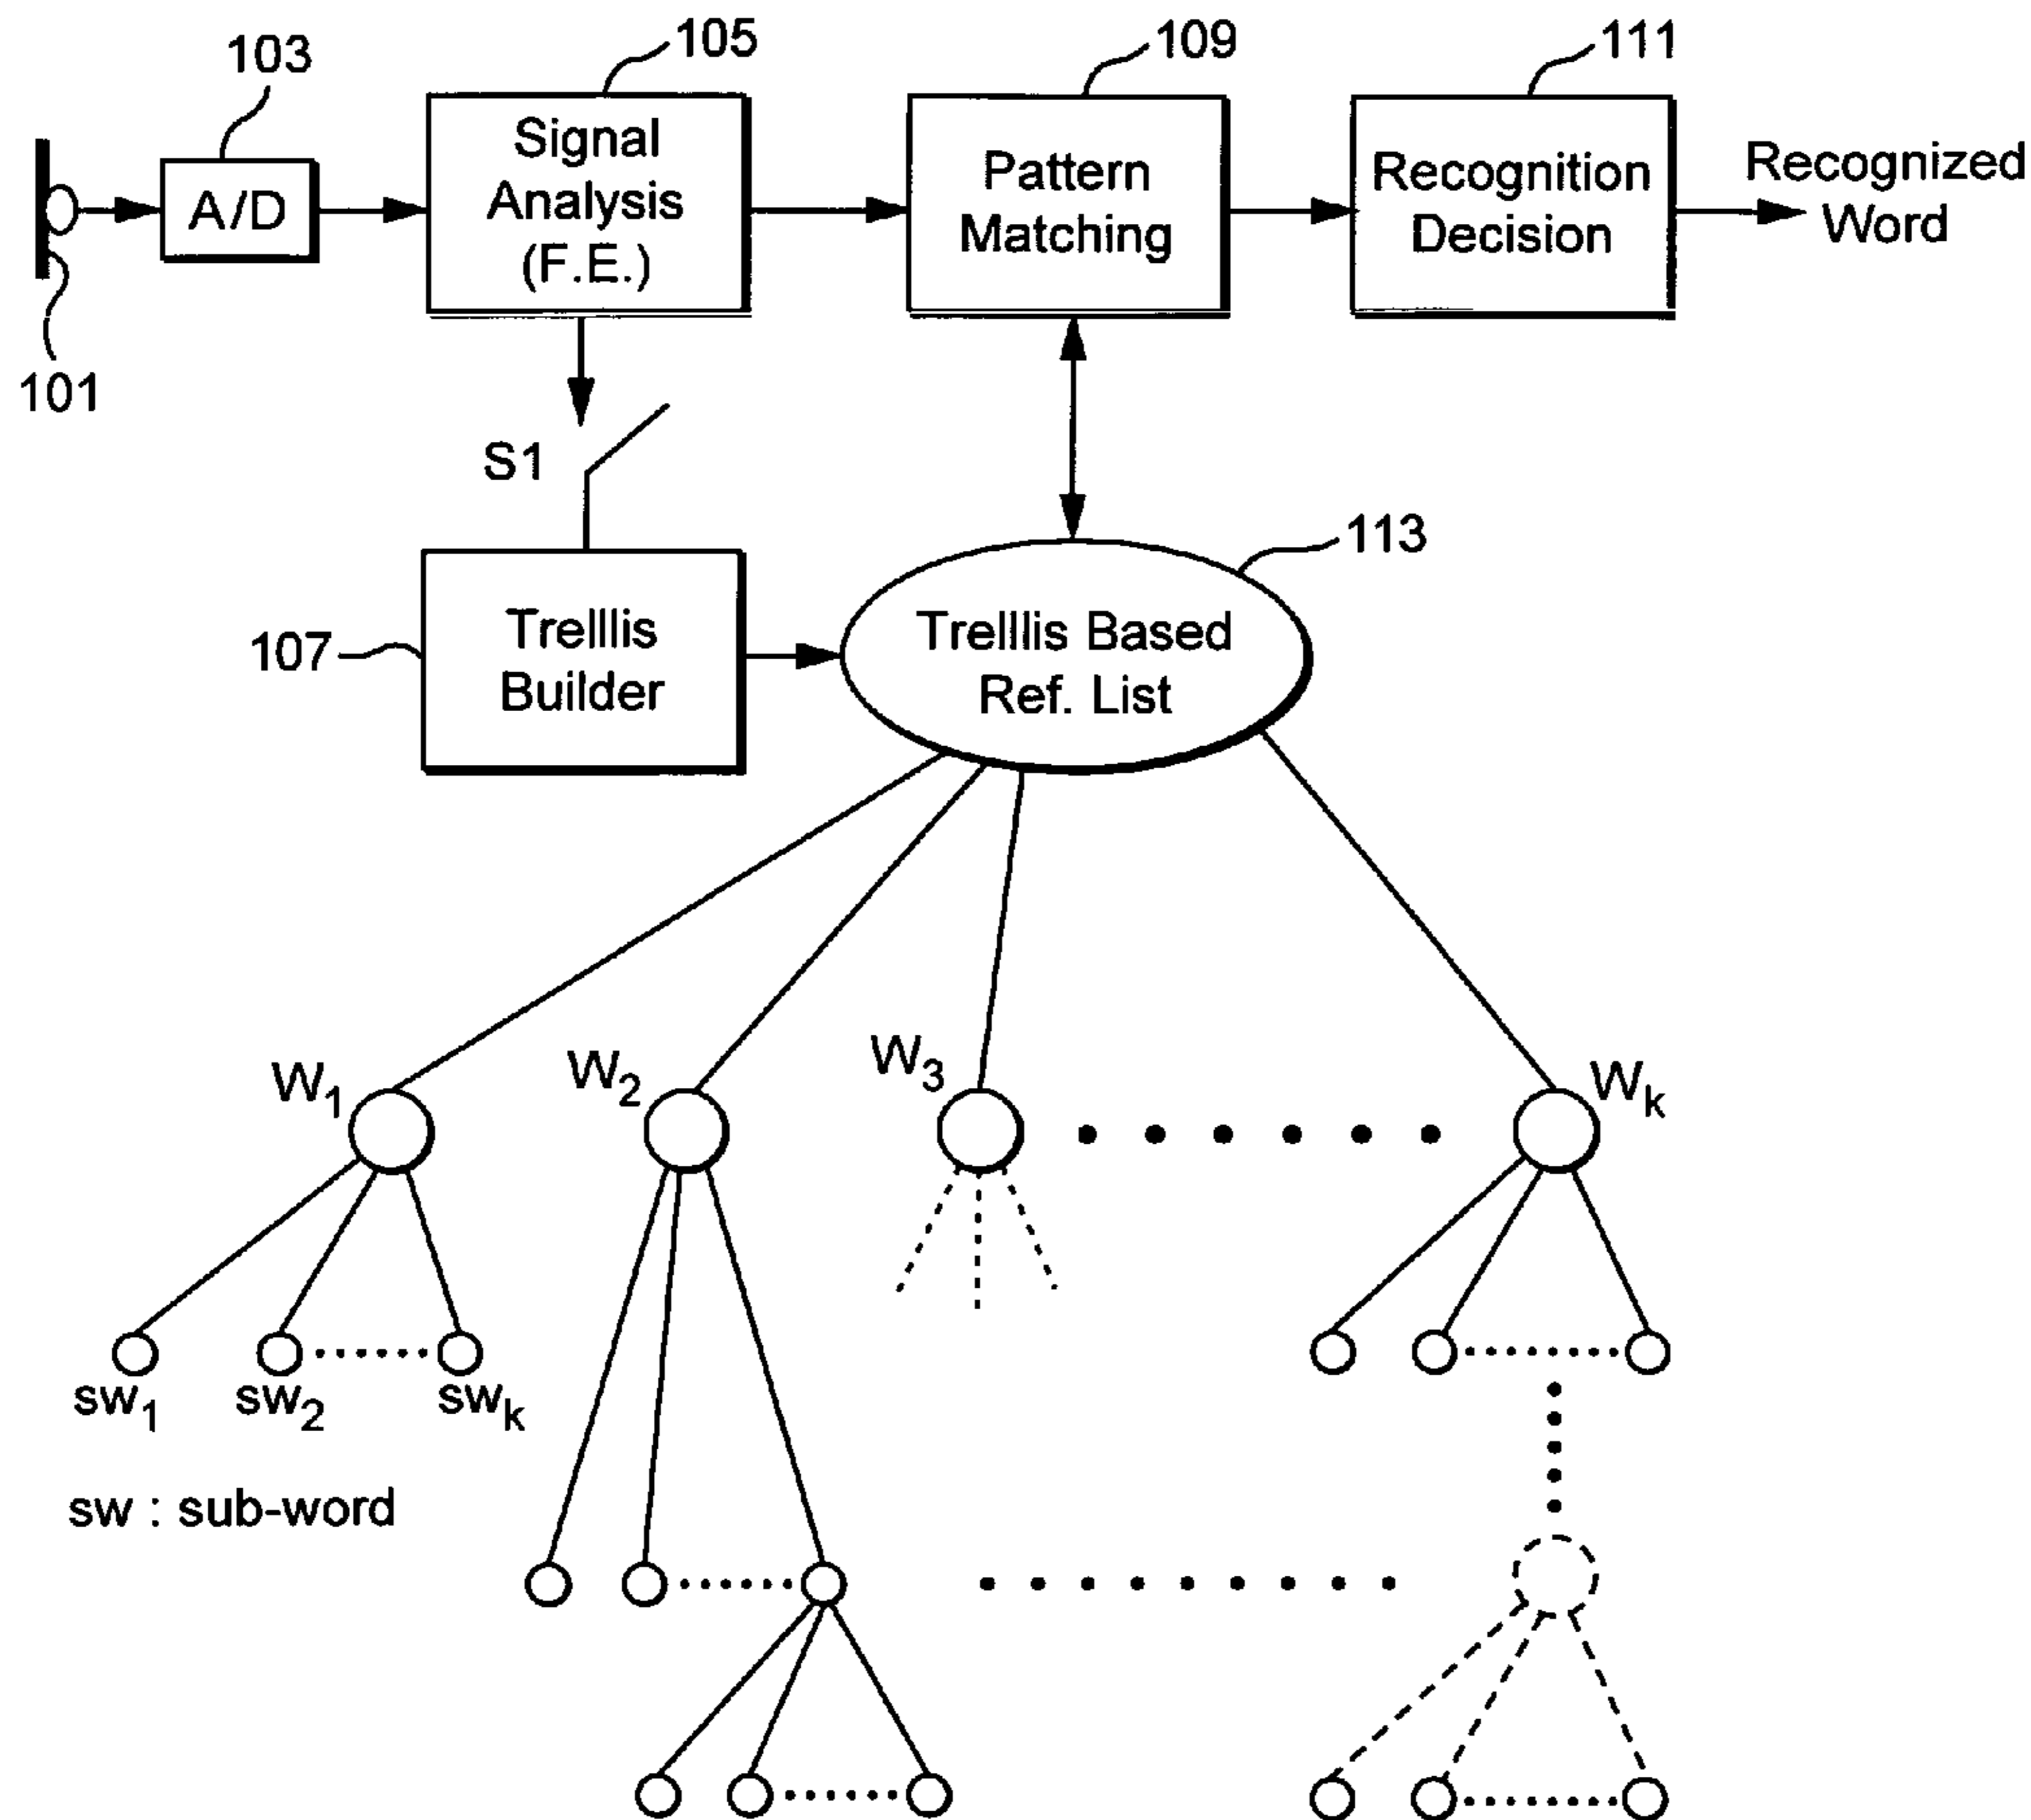 103
105
109
111
A/D
Signal
Analysis
(F.E.)
Pattern
Matching
Recognition
Decision
Recognized
Word
101
S1
107
Trelllis
Builder
113
Trelllis Based
Ref. List
W1
W2
W3
Wk
sw1
sw2
swk
sw : sub-word